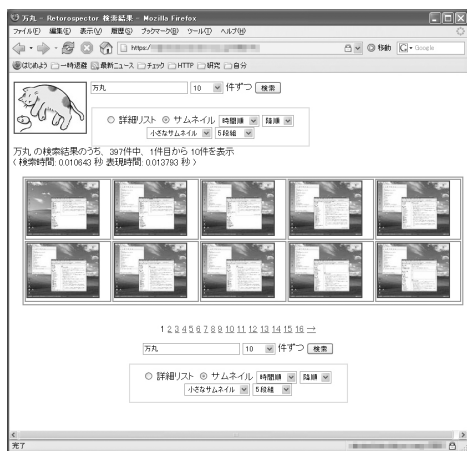 万丸 - Retorospector 検索結果 - Mozilla Firefox
ファイル(F) 編集(E) 表示(V) 履歴(S) ブックマーク(B) ツール(T) ヘルプ(H)
https:/ 移動 Google
はじめよう 一時退避 最新ニュース チェック HTTP 研究 自分
万丸 10 件ずつ 検索
詳細リスト サムネイル 時間順 降順
小さなサムネイル 5段組
万丸 の検索結果のうち、397件中、1件目から 10件を表示
( 検索時間: 0.010643 秒 表現時間: 0.013793 秒 )
1 2 3 4 5 6 7 8 9 10 11 12 13 14 15 16 →
万丸 10 件ずつ 検索
詳細リスト サムネイル 時間順 降順
小さなサムネイル 5段組
完了